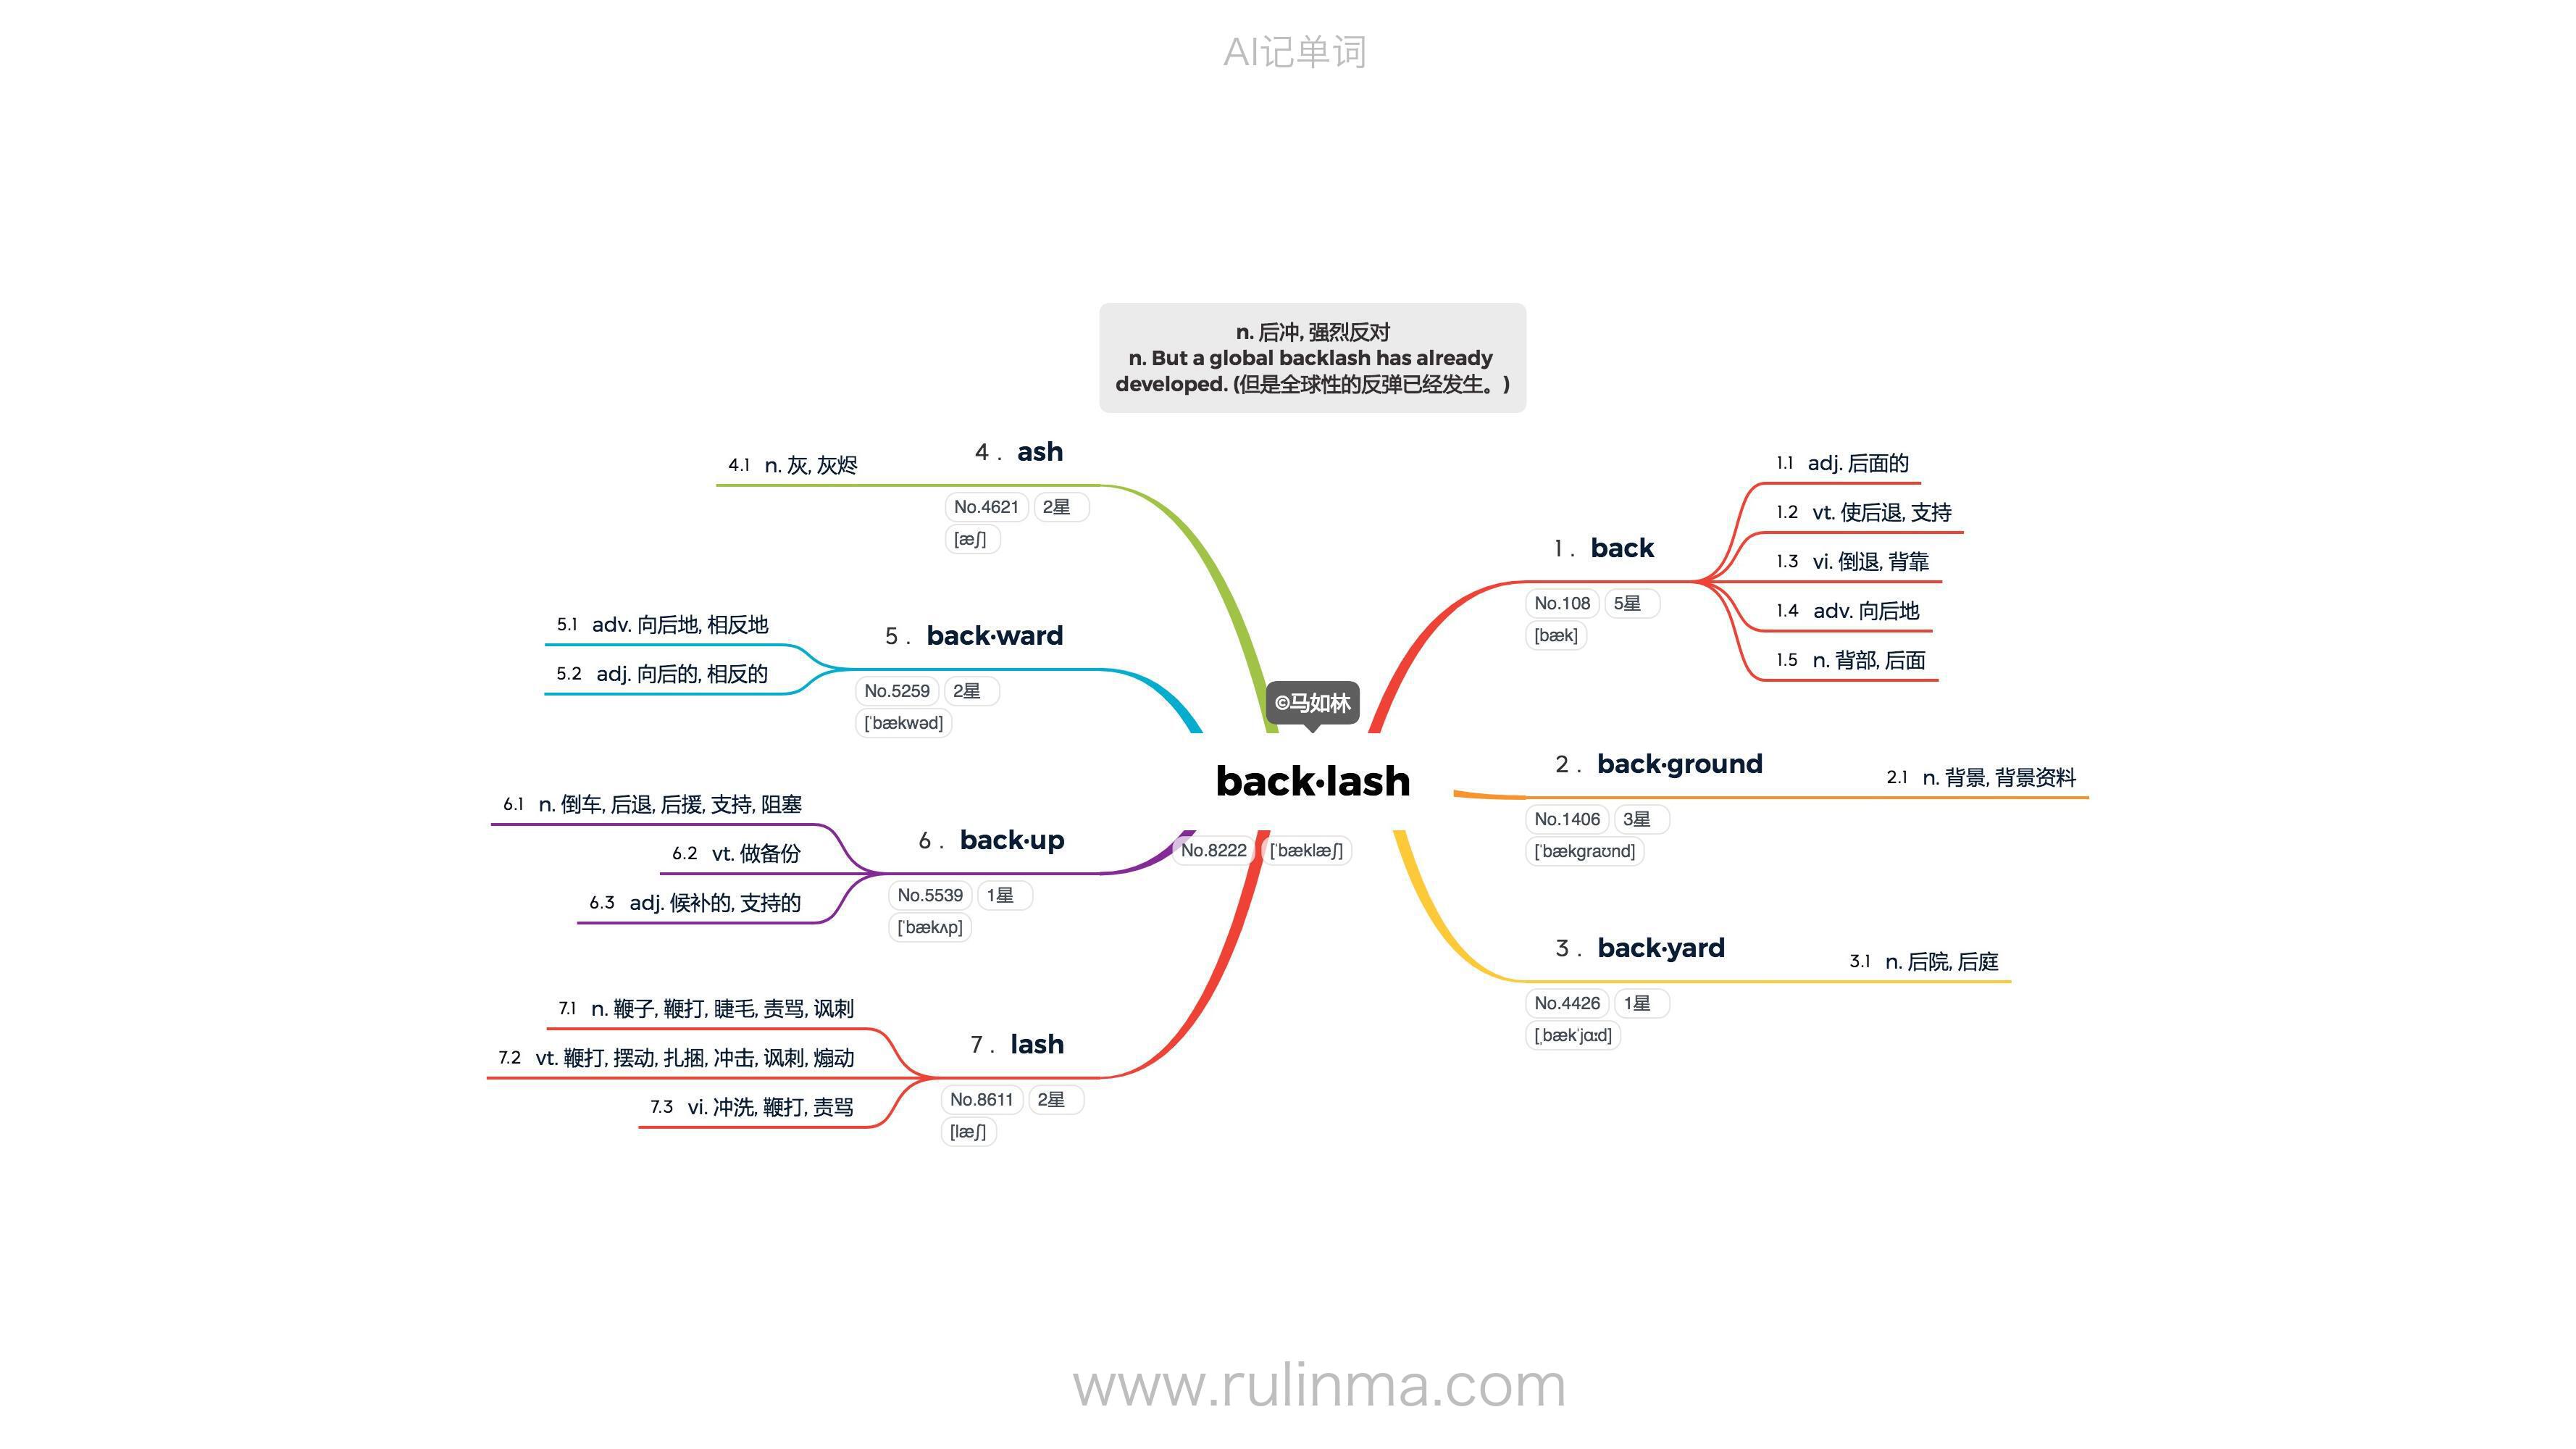 AI记单词
n. 后冲, 强烈反对
n. But a global backlash has already
developed. (但是全球性的反弹已经发生。)
©马如林
back·lash
No.8222 [ˈbæklæʃ]
1 . back
No.108 5星
[bæk]
1.1 adj. 后面的
1.2 vt. 使后退, 支持
1.3 vi. 倒退, 背靠
1.4 adv. 向后地
1.5 n. 背部, 后面
2 . back·ground
No.1406 3星
[ˈbækgraʊnd]
2.1 n. 背景, 背景资料
3 . back·yard
No.4426 1星
[ˌbækˈjɑːd]
3.1 n. 后院, 后庭
4 . ash
No.4621 2星
[æʃ]
4.1 n. 灰, 灰烬
5 . back·ward
No.5259 2星
[ˈbækwəd]
5.1 adv. 向后地, 相反地
5.2 adj. 向后的, 相反的
6 . back·up
No.5539 1星
[ˈbækʌp]
6.1 n. 倒车, 后退, 后援, 支持, 阻塞
6.2 vt. 做备份
6.3 adj. 候补的, 支持的
7 . lash
No.8611 2星
[læʃ]
7.1 n. 鞭子, 鞭打, 睫毛, 责骂, 讽刺
7.2 vt. 鞭打, 摆动, 扎捆, 冲击, 讽刺, 煽动
7.3 vi. 冲洗, 鞭打, 责骂
www.rulinma.com